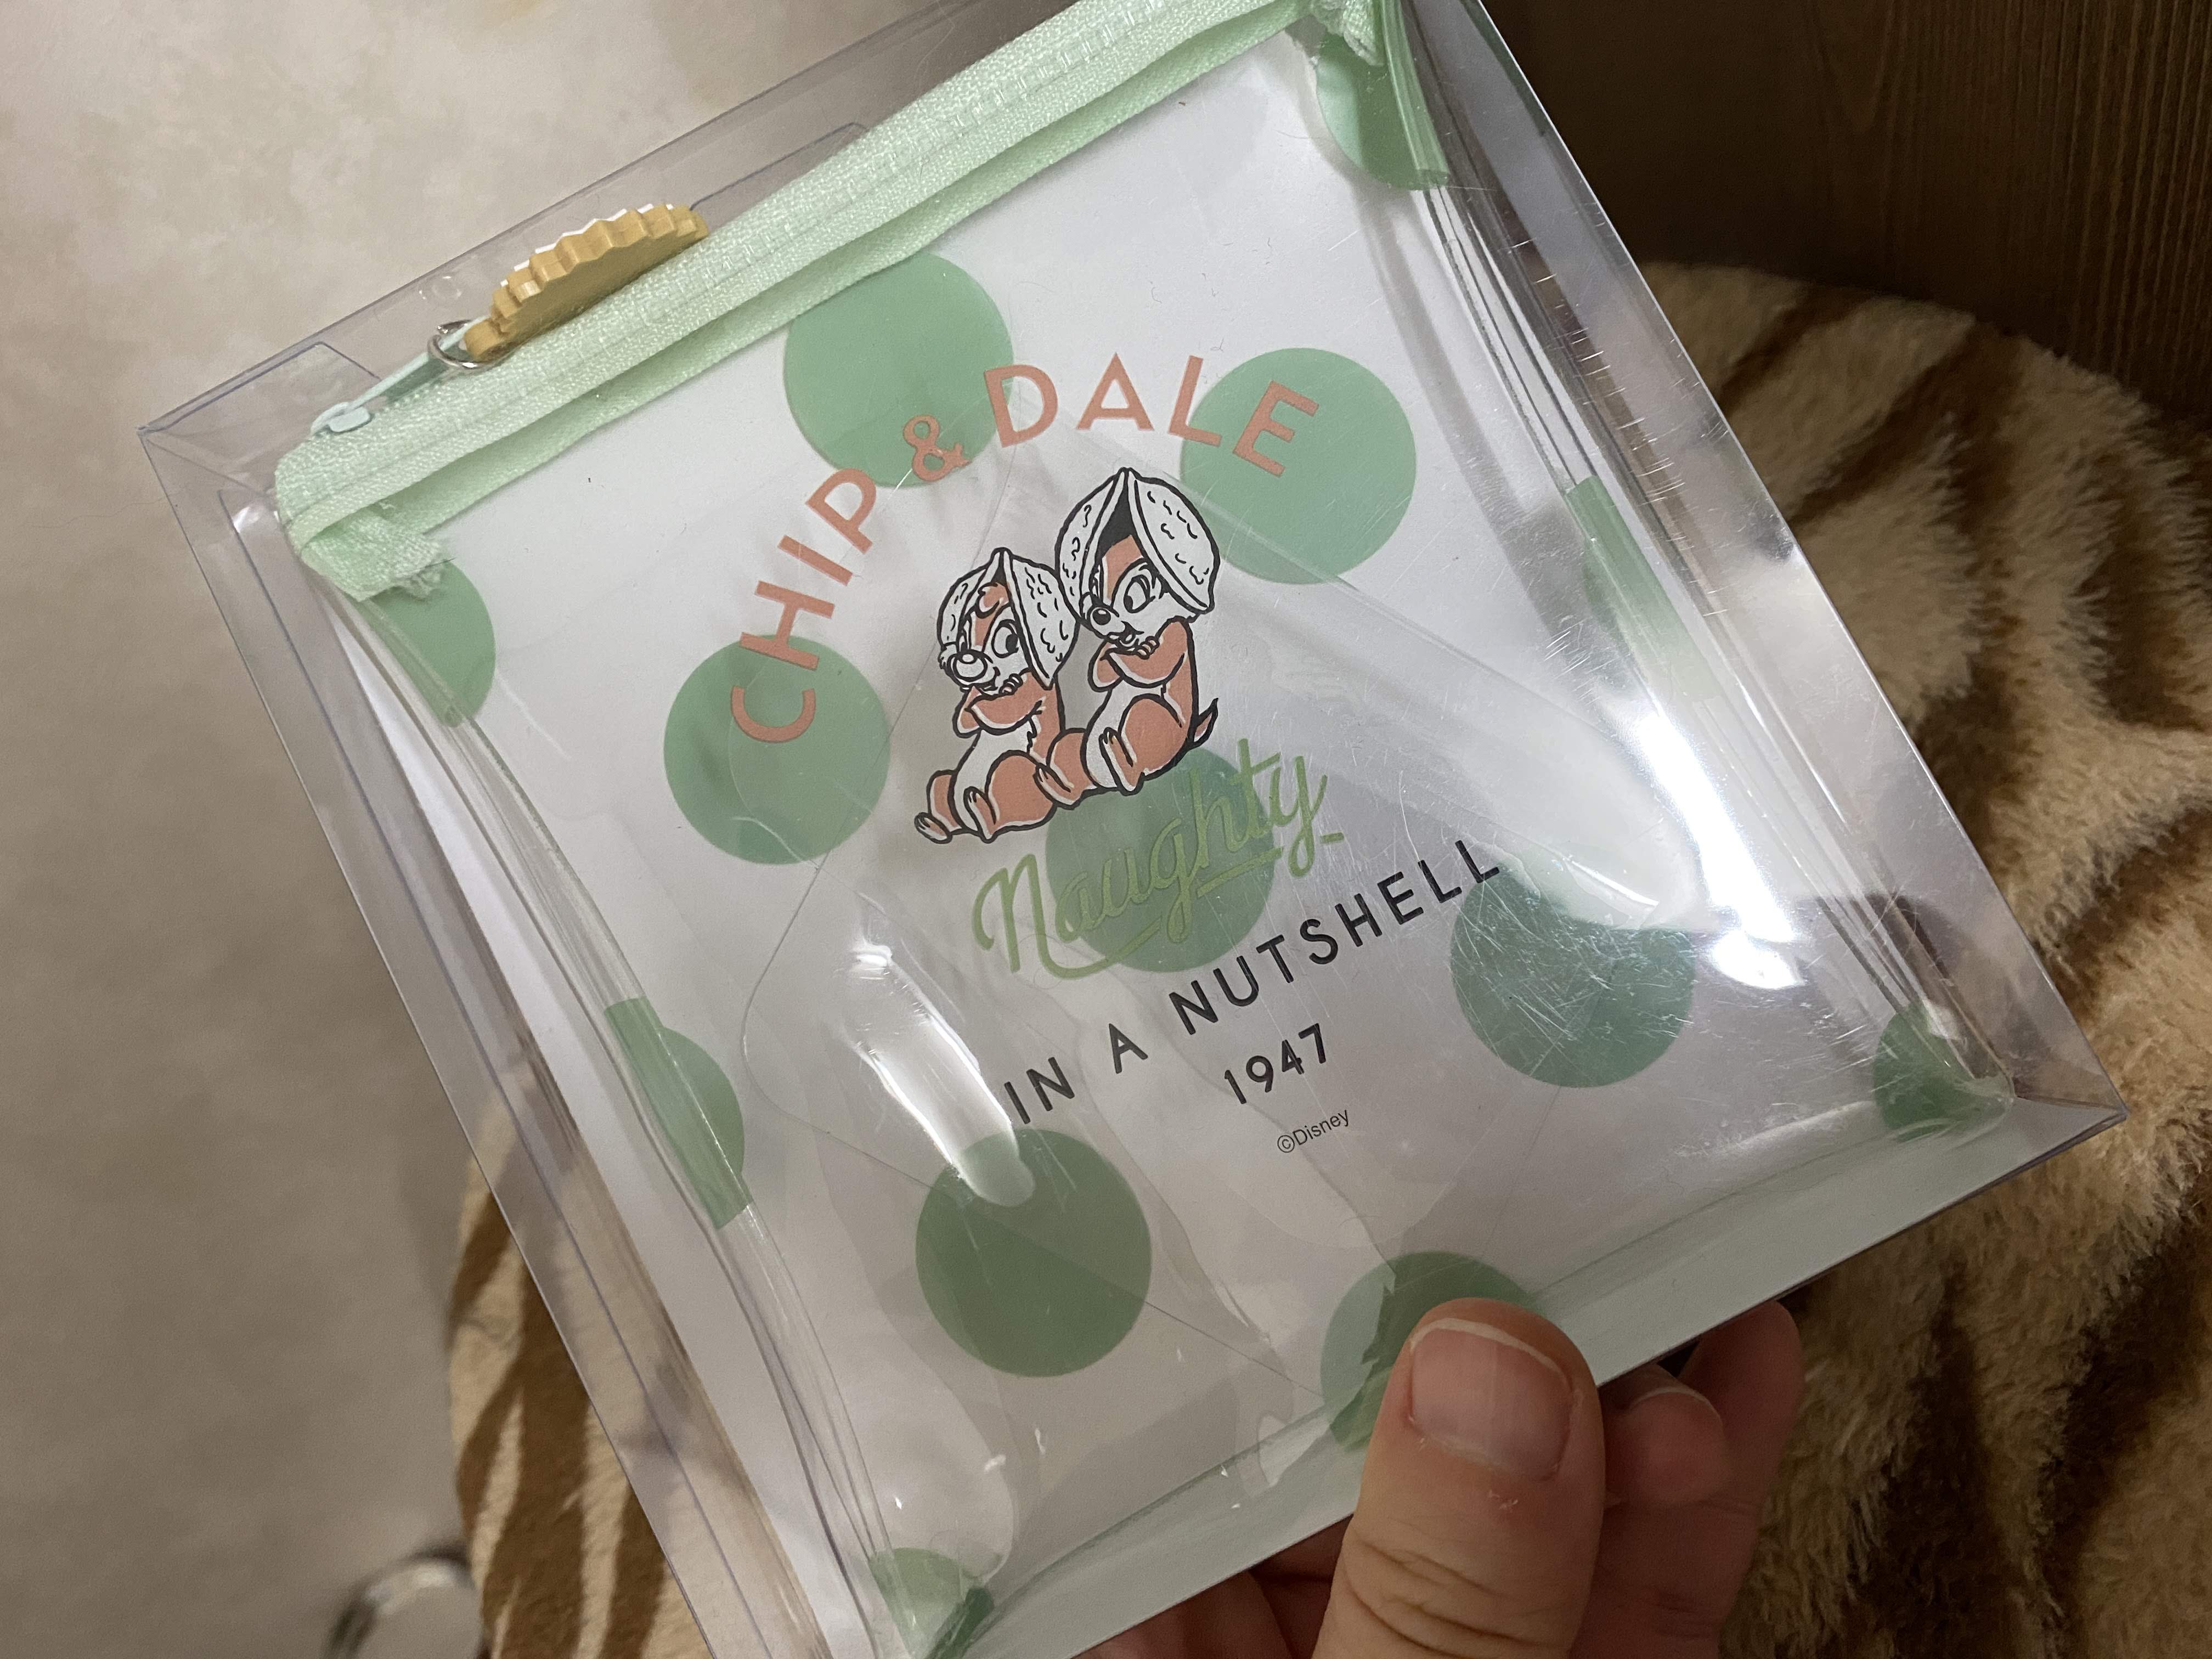 CHIP & DALE
Naughty
IN A NUTSHELL
1947
©Disney